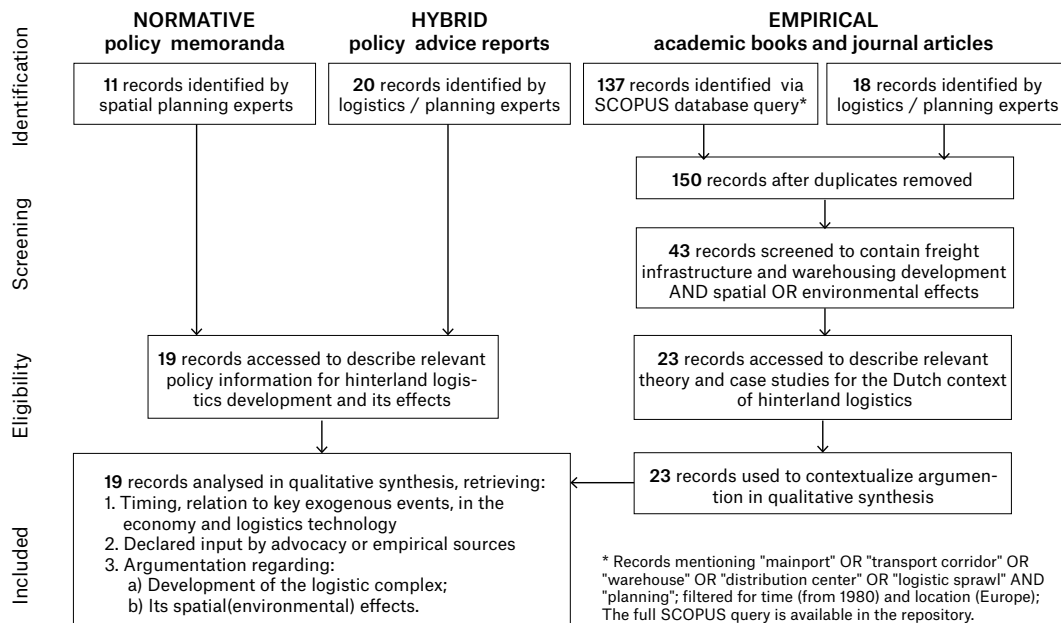 Identification
NORMATIVE
policy memoranda
HYBRID
policy advice reports
EMPIRICAL
academic books and journal articles
11 records identified by
spatial planning experts
20 records identified by
logistics / planning experts
137 records identified via
SCOPUS database query*
18 records identified by
logistics / planning experts
Screening
150 records after duplicates removed
43 records screened to contain freight
infrastructure and warehousing development
AND spatial OR environmental effects
Eligibility
19 records accessed to describe relevant
policy information for hinterland logis-
tics development and its effects
23 records accessed to describe relevant
theory and case studies for the Dutch context
of hinterland logistics
Included
19 records analysed in qualitative synthesis, retrieving:
1. Timing, relation to key exogenous events, in the
economy and logistics technology
2. Declared input by advocacy or empirical sources
3. Argumentation regarding:
a) Development of the logistic complex;
b) Its spatial(environmental) effects.
23 records used to contextualize argumen-
tion in qualitative synthesis
* Records mentioning "mainport" OR "transport corridor" OR
"warehouse" OR "distribution center" OR "logistic sprawl" AND
"planning"; filtered for time (from 1980) and location (Europe);
The full SCOPUS query is available in the repository.